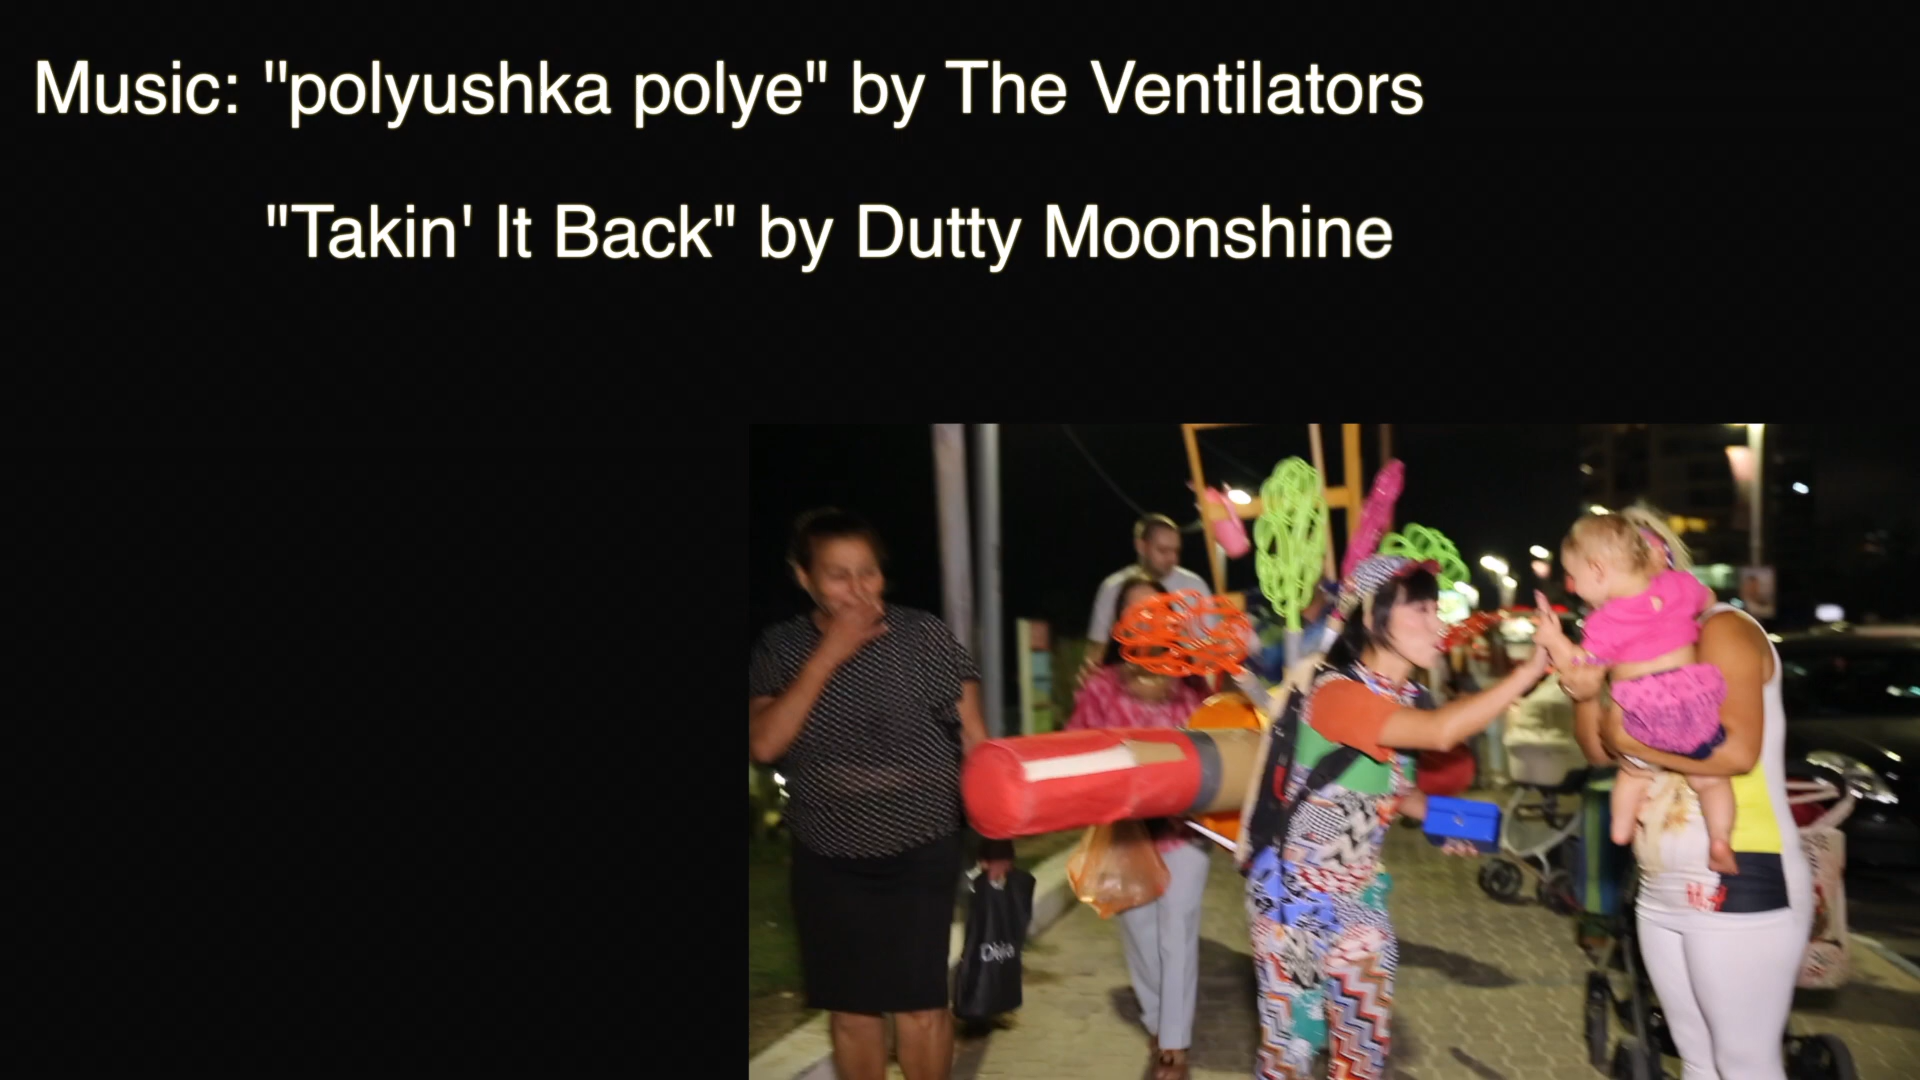 Music: "polyushka polye" by The Ventilators
"Takin' It Back" by Dutty Moonshine